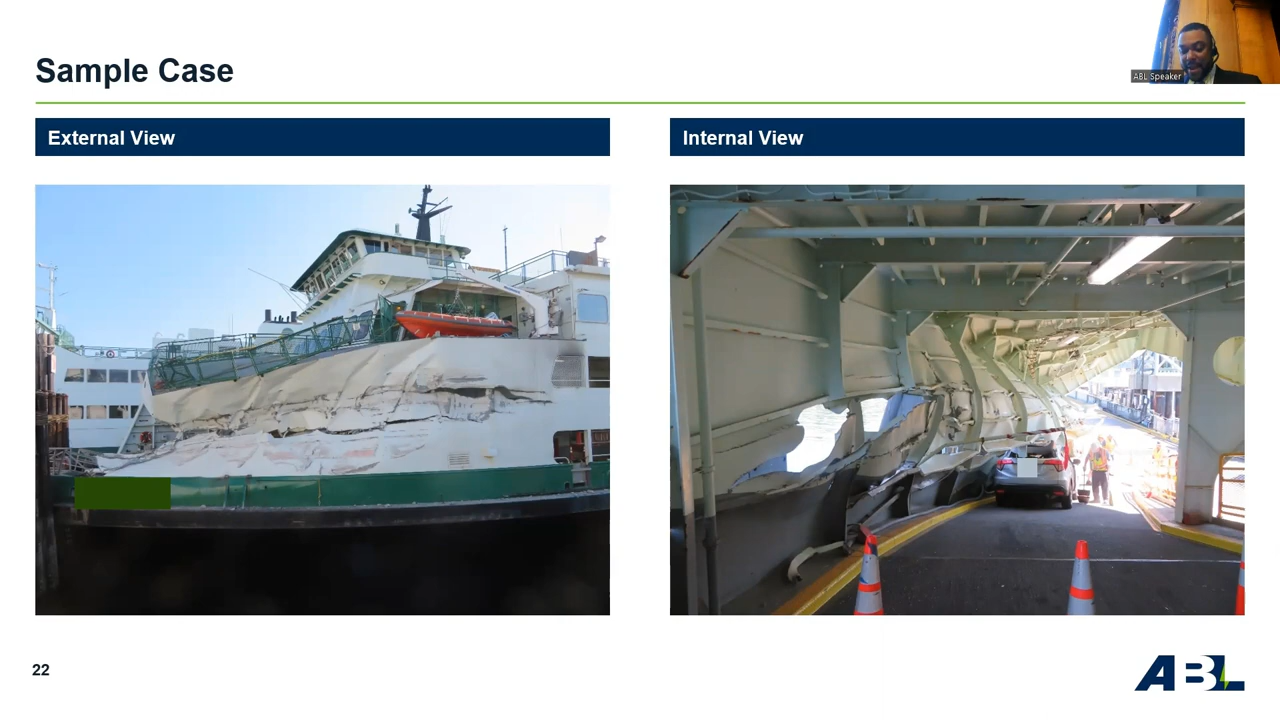 Sample Case
ABL Speaker
External View
Internal View
22
ABL